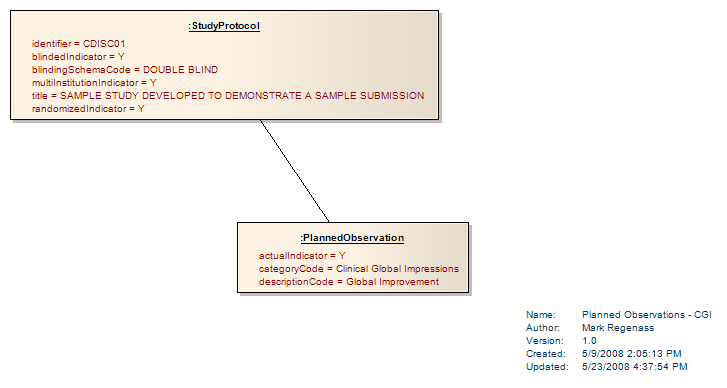 :StudyProtocol
identifier = CDISC01
blindedIndicator = Y
blindingSchemaCode = DOUBLE BLIND
multiInstitutionIndicator = Y
title = SAMPLE STUDY DEVELOPED TO DEMONSTRATE A SAMPLE SUBMISSION
randomizedIndicator = Y
:PlannedObservation
actualIndicator = Y
categoryCode = Clinical Global Impressions
descriptionCode = Global Improvement
Name: Planned Observations - CGI
Author: Mark Regenass
Version: 1.0
Created: 5/9/2008 2:05:13 PM
Updated: 5/23/2008 4:37:54 PM